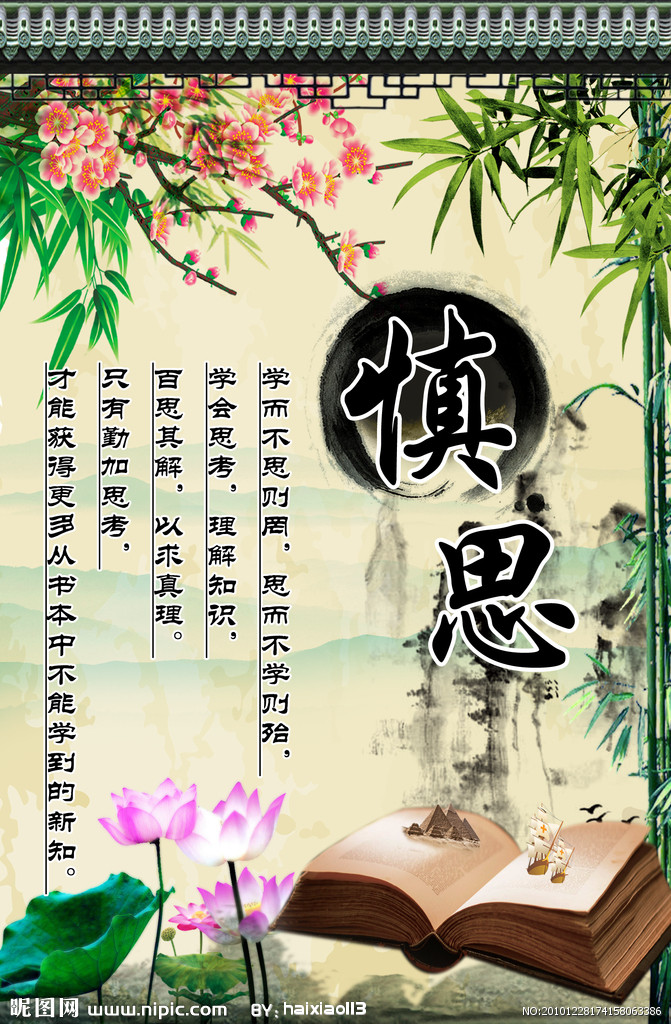 慎思
学而不思则罔，思而不学则殆，
学会思考，理解知识，
百思其解，以求真理。
只有勤加思考，
才能获得更多从书本中不能学到的新知。
昵图网 www.nipic.com BY: haixiao113
NO:20101228174158063386